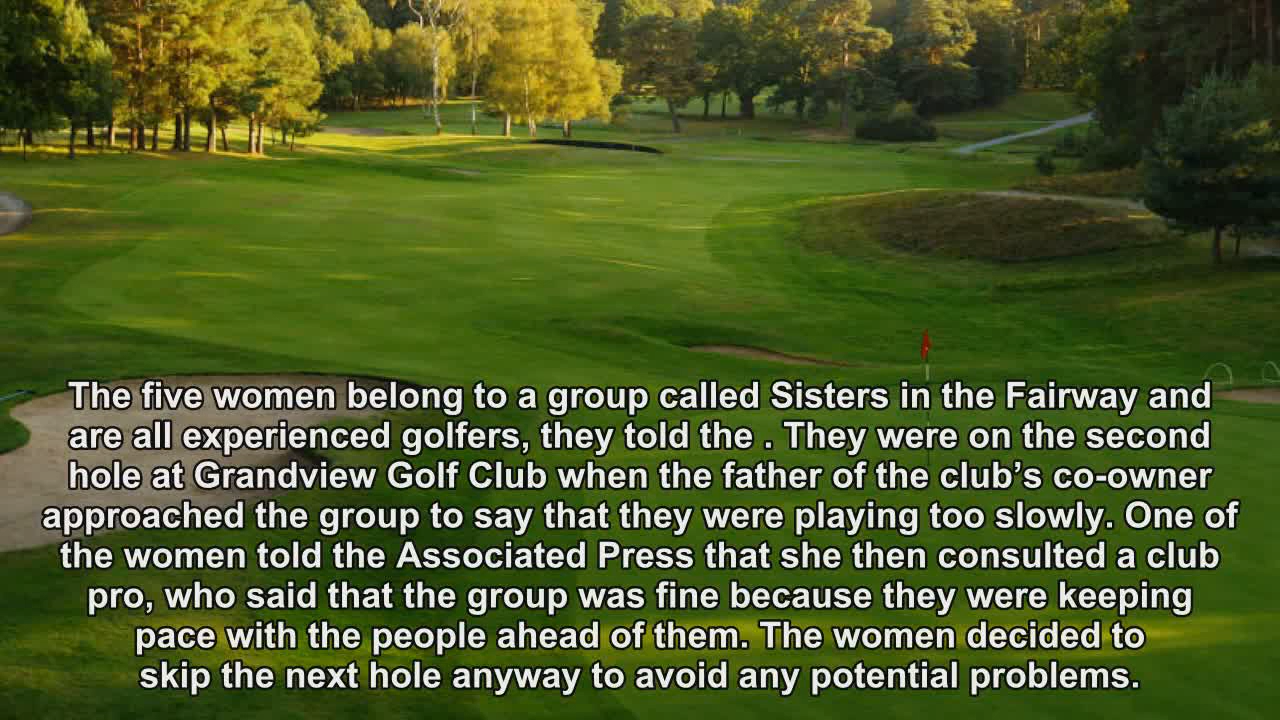 The five women belong to a group called Sisters in the Fairway and
are all experienced golfers, they told the . They were on the second
hole at Grandview Golf Club when the father of the club’s co-owner
approached the group to say that they were playing too slowly. One of
the women told the Associated Press that she then consulted a club
pro, who said that the group was fine because they were keeping
pace with the people ahead of them. The women decided to
skip the next hole anyway to avoid any potential problems.